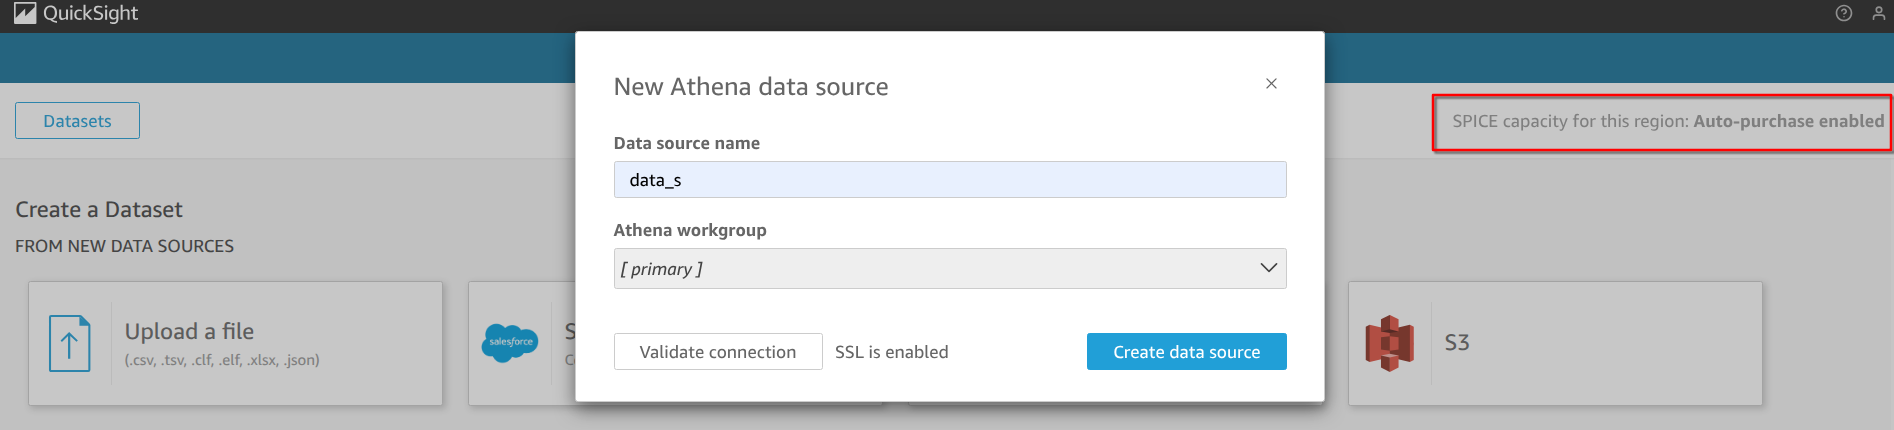 QuickSight
Datasets
SPICE capacity for this region: Auto-purchase enabled
New Athena data source
Data source name
data_s
Athena workgroup
[ primary ]
Validate connection
SSL is enabled
Create data source
Create a Dataset
FROM NEW DATA SOURCES
Upload a file
(.csv, .tsv, .clf, .elf, .xlsx, .json)
salesforce
S3